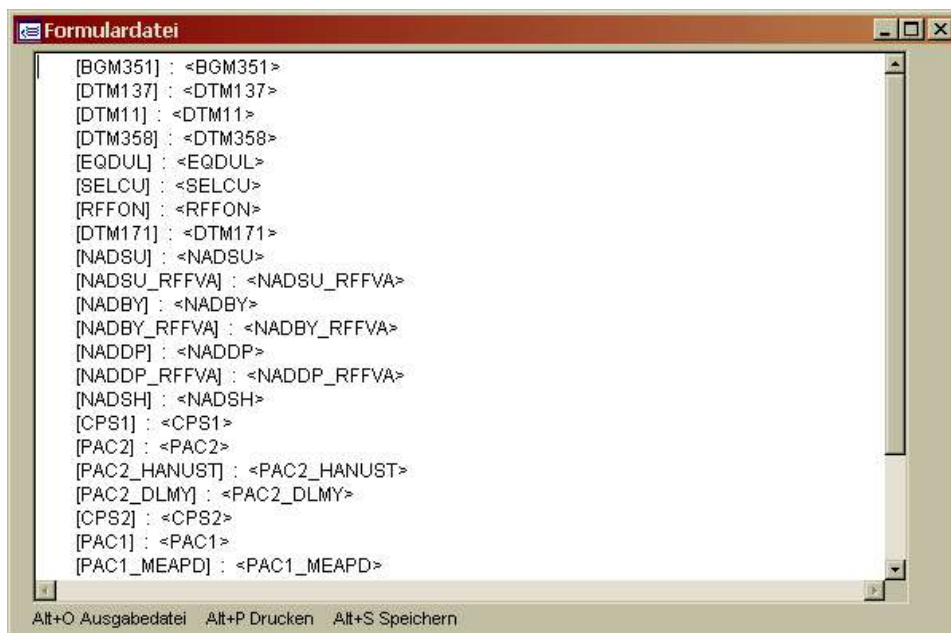 Formulardatei
[BGM351] : <BGM351>
[DTM137] : <DTM137>
[DTM11] : <DTM11>
[DTM358] : <DTM358>
[EQDUL] : <EQDUL>
[SELCU] : <SELCU>
[RFFON] : <RFFON>
[DTM171] : <DTM171>
[NADSU] : <NADSU>
[NADSU_RFFVA] : <NADSU_RFFVA>
[NADBY] : <NADBY>
[NADBY_RFFVA] : <NADBY_RFFVA>
[NADDP] : <NADDP>
[NADDP_RFFVA] : <NADDP_RFFVA>
[NADSH] : <NADSH>
[CPS1] : <CPS1>
[PAC2] : <PAC2>
[PAC2_HANUST] : <PAC2_HANUST>
[PAC2_DLMY] : <PAC2_DLMY>
[CPS2] : <CPS2>
[PAC1] : <PAC1>
[PAC1_MEAPD] : <PAC1_MEAPD>
Alt+O Ausgabedatei Alt+P Drucken Alt+S Speichern